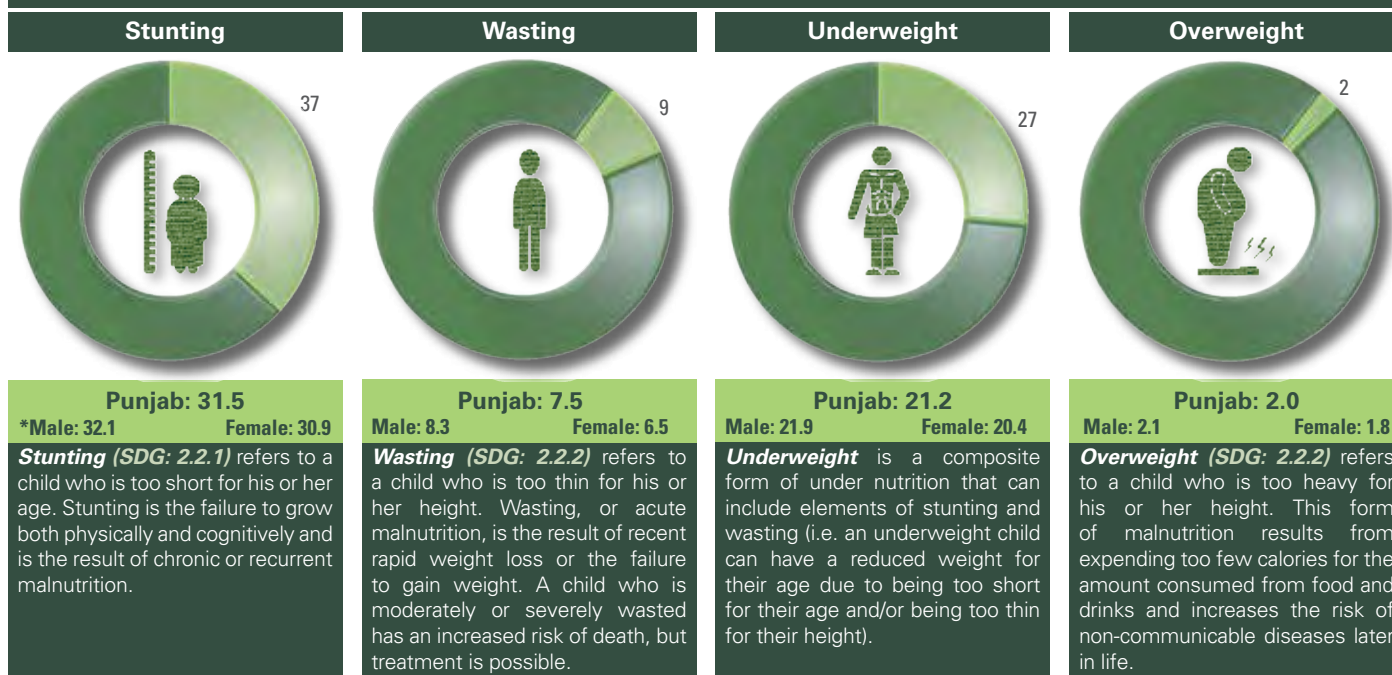 Stunting
37
Punjab: 31.5
*Male: 32.1 Female: 30.9
Stunting (SDG: 2.2.1) refers to a
child who is too short for his or her
age. Stunting is the failure to grow
both physically and cognitively and
is the result of chronic or recurrent
malnutrition.
Wasting
9
Punjab: 7.5
Male: 8.3 Female: 6.5
Wasting (SDG: 2.2.2) refers to
a child who is too thin for his or
her height. Wasting, or acute
malnutrition, is the result of recent
rapid weight loss or the failure
to gain weight. A child who is
moderately or severely wasted
has an increased risk of death, but
treatment is possible.
Underweight
27
Punjab: 21.2
Male: 21.9 Female: 20.4
Underweight is a composite
form of under nutrition that can
include elements of stunting and
wasting (i.e. an underweight child
can have a reduced weight for
their age due to being too short
for their age and/or being too thin
for their height).
Overweight
2
Punjab: 2.0
Male: 2.1 Female: 1.8
Overweight (SDG: 2.2.2) refers
to a child who is too heavy for
his or her height. This form
of malnutrition results from
expending too few calories for the
amount consumed from food and
drinks and increases the risk of
non-communicable diseases later
in life.